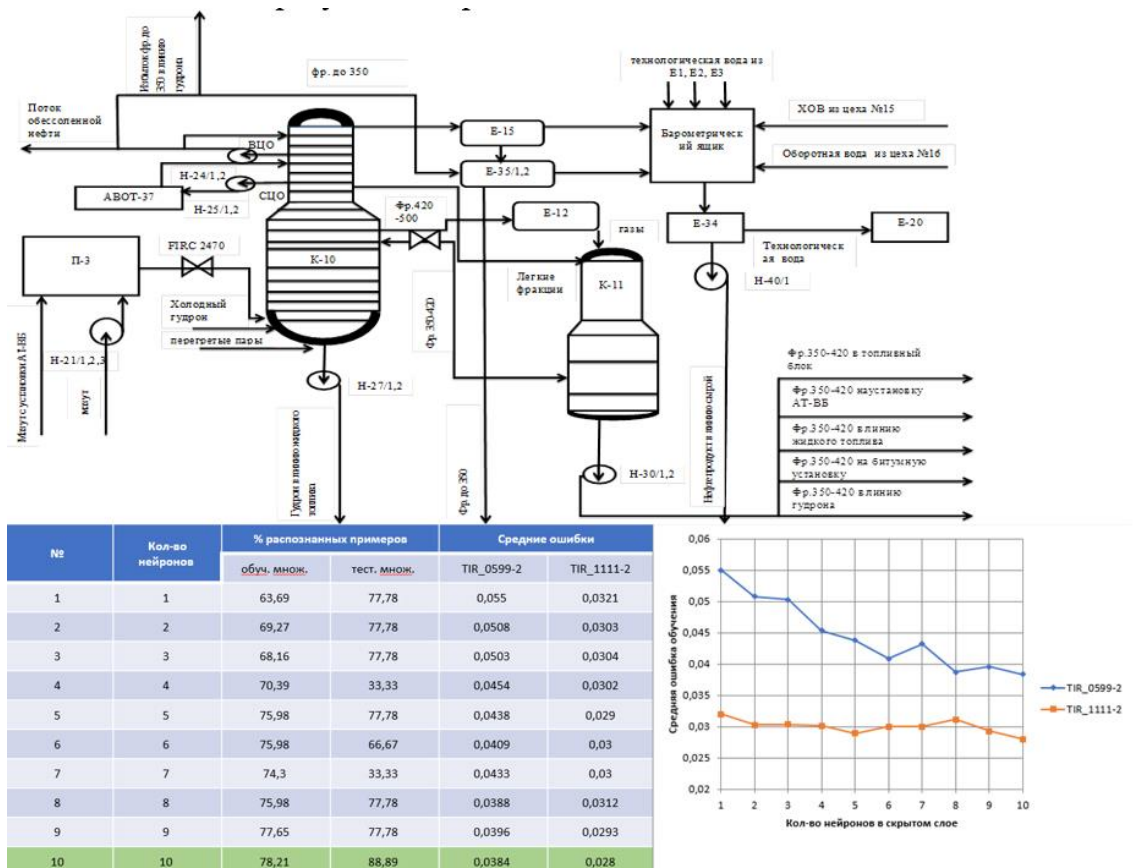 Избыток фр. до
350 в линию
гудрона
фр. до 350
технологическая вода из
Е1, Е2, Е3
Поток
обессоленной
нефти
Е-15
Барометрическ
ий ящик
ХОВ из цеха №15
ВЦО
Е-35/1,2
Оборотная вода из цеха №16
Н-24/1,2
АВОТ-37
СЦО
Н-25/1,2
Фр.420
-500
Е-12
Е-34
Е-20
газы
FIRC 2470
Технологическ
ая вода
П-3
К-10
Легкие
фракции
К-11
Н-40/1
Холодный
гудрон
перегретые пары
Фр. 350-420
Мазут с установки АТ-ВБ
Н-21/1,2,3
мазут
Н-27/1,2
Фр.350-420 в топливный
блок
Фр.350-420 наустановку
АТ-ВБ
Гудрон в линию жидкого
топлива
Фр. до 350
Нефтепродукт в линию сырой
Фр.350-420 в линию
жидкого топлива
Н-30/1,2
Фр.350-420 на битумную
установку
Фр.350-420 в линию
гудрона
№ Кол-во нейронов % распознанных примеров Средние ошибки
обуч. множ. тест. множ. TIR_0599-2 TIR_1111-2
1 1 63,69 77,78 0,055 0,0321
2 2 69,27 77,78 0,0508 0,0303
3 3 68,16 77,78 0,0503 0,0304
4 4 70,39 33,33 0,0454 0,0302
5 5 75,98 77,78 0,0438 0,029
6 6 75,98 66,67 0,0409 0,03
7 7 74,3 33,33 0,0433 0,03
8 8 75,98 77,78 0,0388 0,0312
9 9 77,65 77,78 0,0396 0,0293
10 10 78,21 88,89 0,0384 0,028
Средняя ошибка обучения
0,06
0,055
0,05
0,045
0,04
0,035
0,03
0,025
0,02
1 2 3 4 5 6 7 8 9 10
Кол-во нейронов в скрытом слое
TIR_0599-2
TIR_1111-2